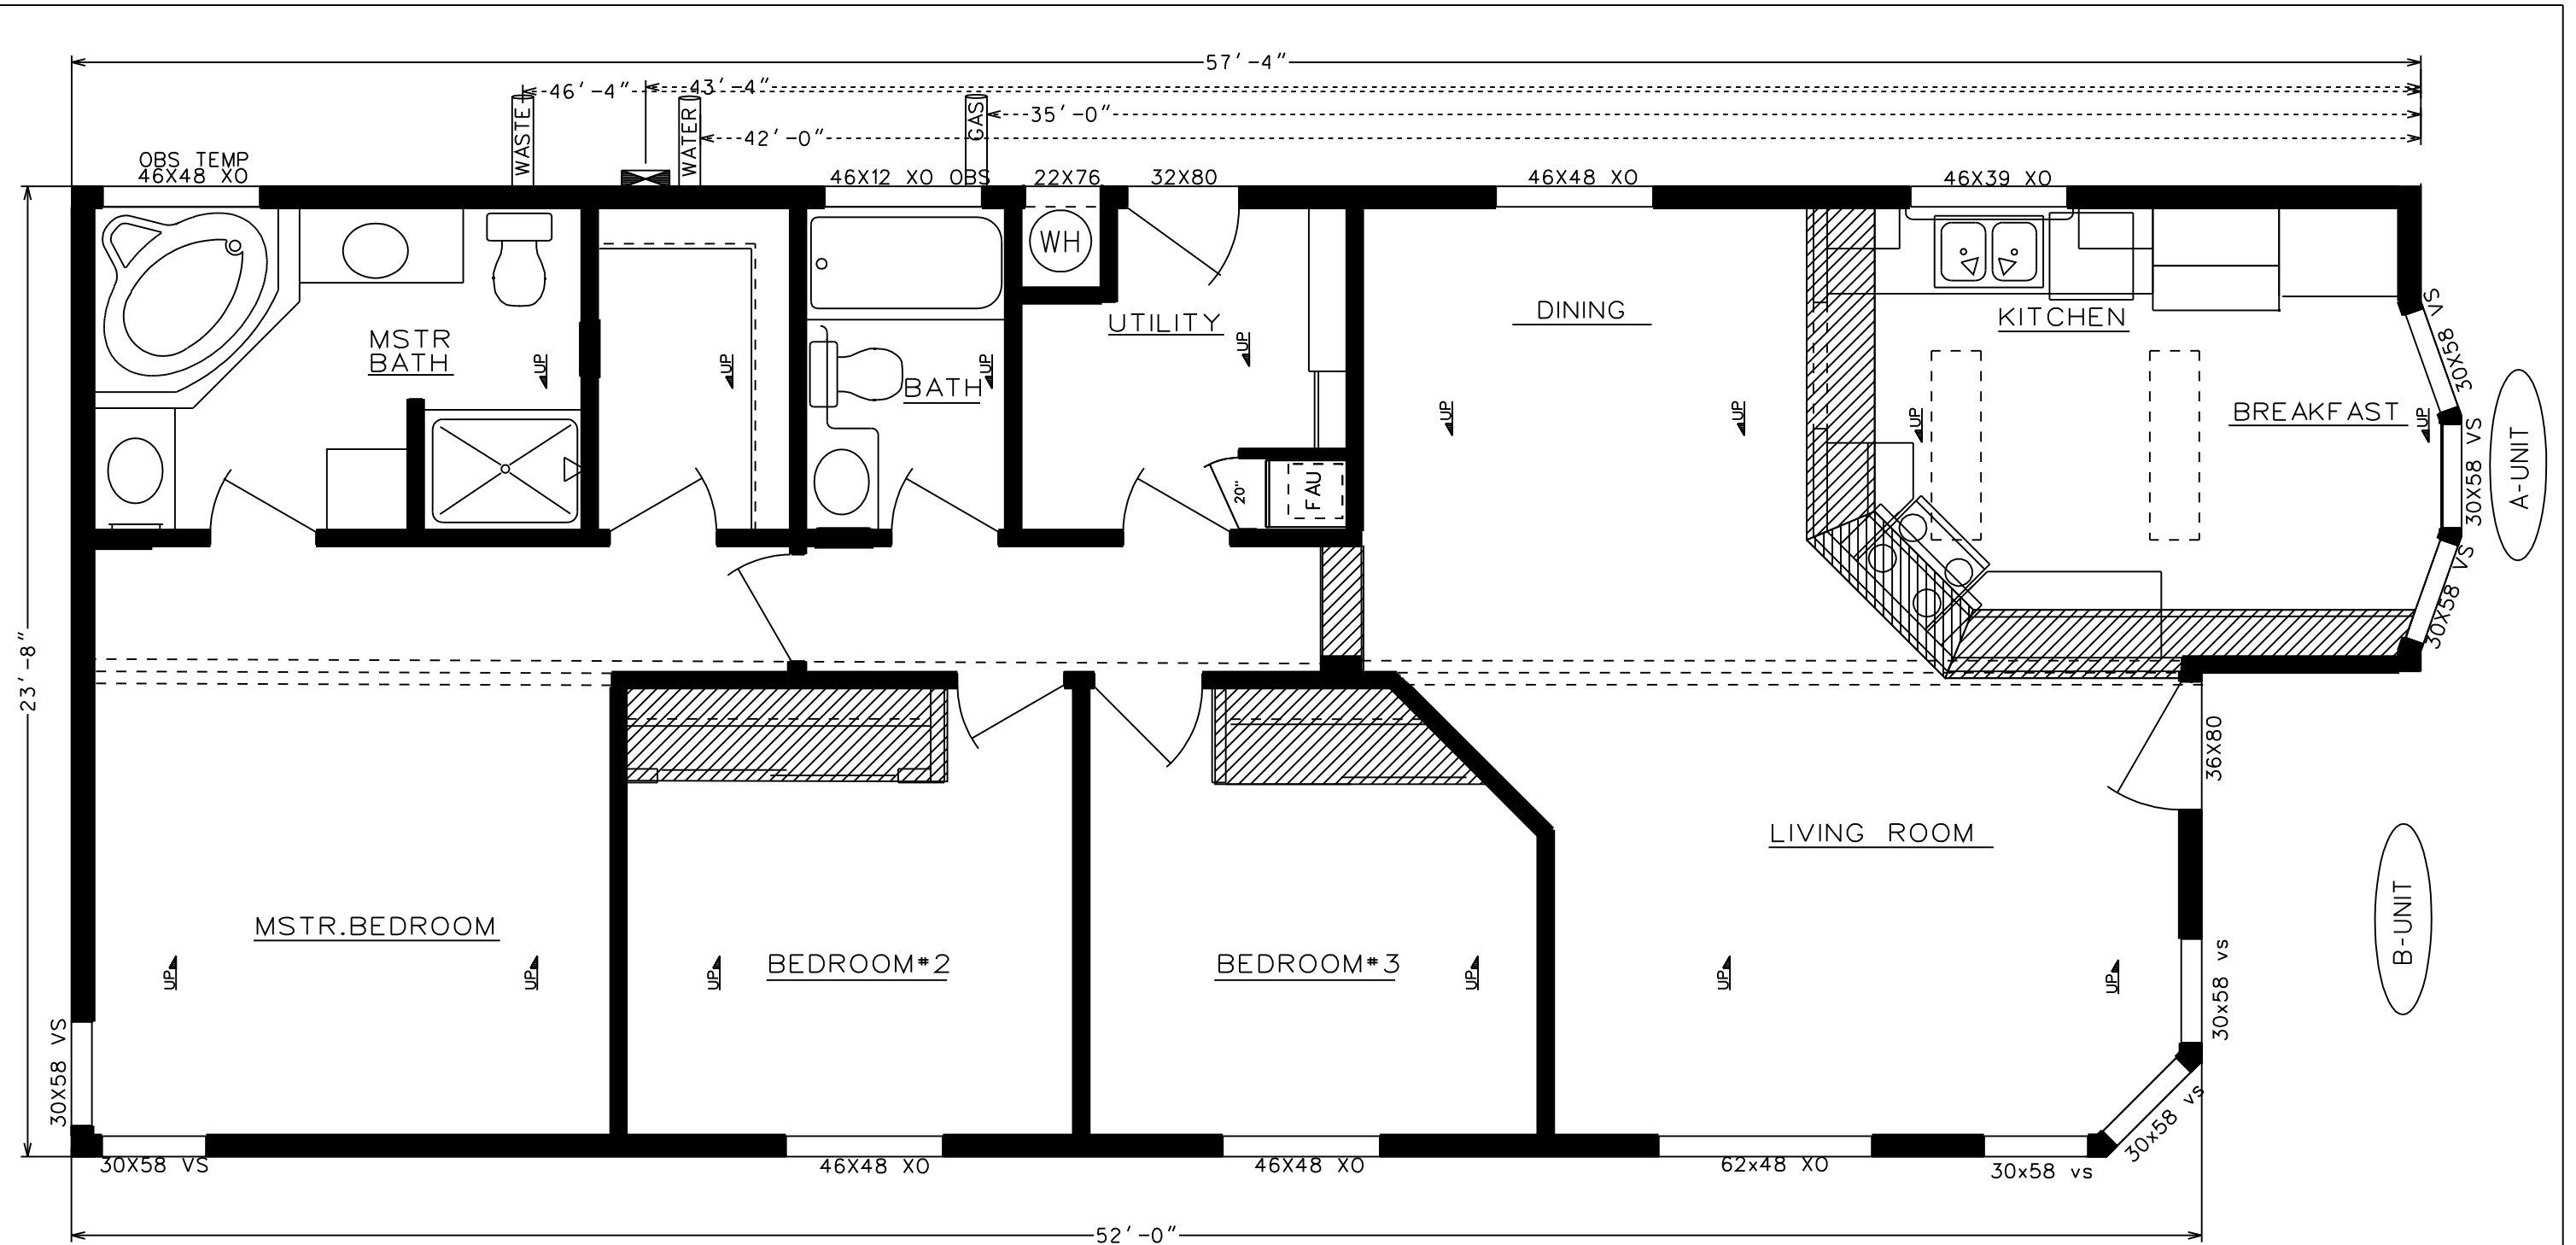 57'-4"
46'-4"
43'-4"
35'-0"
42'-0"
WASTE
WATER
GAS
OBS TEMP
46X48 XO
46X12 XO OBS
22X76
32X80
46X48 XO
46X39 XO
WH
MSTR
BATH
UP
UP
BATH
UP
UTILITY
UP
DINING
UP
UP
KITCHEN
UP
BREAKFAST
UP
30X58 VS
30X58 VS
30X58 VS
A-UNIT
20"
FAU
23'-8"
36X80
LIVING ROOM
MSTR.BEDROOM
UP
UP
BEDROOM#2
UP
BEDROOM#3
UP
UP
UP
B-UNIT
30x58 vs
30X58 VS
30X58 VS
46X48 XO
46X48 XO
62x48 XO
30x58 vs
30x58 vs
52'-0"